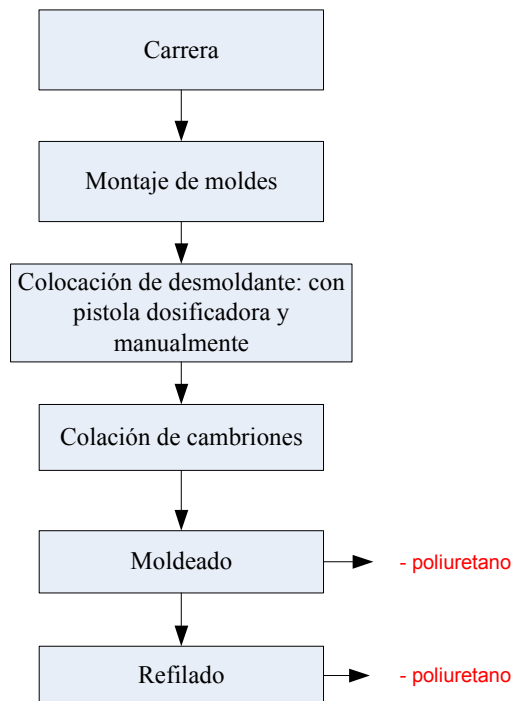 Carrera
Montaje de moldes
Colocación de desmoldante: con
pistola dosificadora y
manualmente
Colación de cambriones
Moldeado
- poliuretano
Refilado
- poliuretano